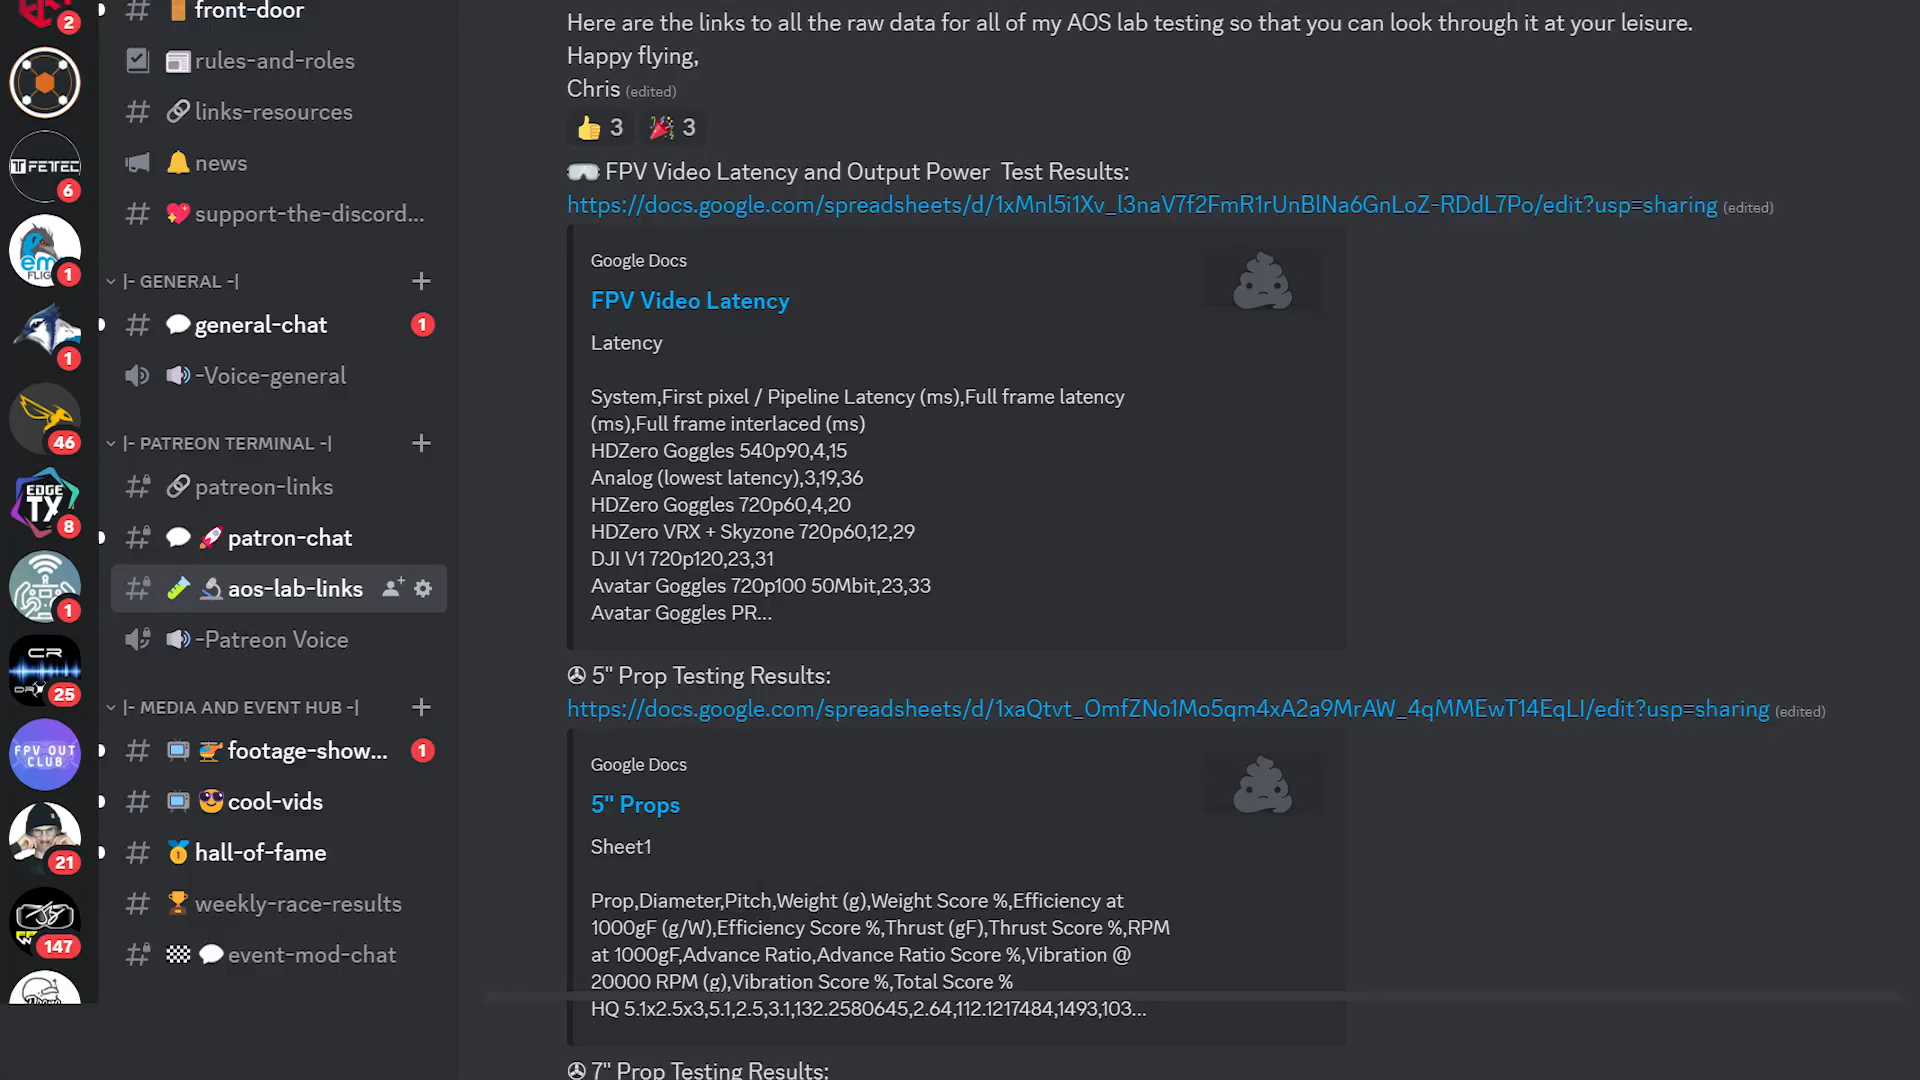 2
TFETEC
6
em
FLIG
1
1
46
EDGE
TX
8
1
CR
25
FPV OUT
CLUB
21
147
front-door
rules-and-roles
links-resources
news
support-the-discord...
|- GENERAL -|
general-chat
1
-Voice-general
|- PATREON TERMINAL -|
patreon-links
patron-chat
aos-lab-links
-Patreon Voice
|- MEDIA AND EVENT HUB -|
footage-show...
1
cool-vids
hall-of-fame
weekly-race-results
event-mod-chat
Here are the links to all the raw data for all of my AOS lab testing so that you can look through it at your leisure.
Happy flying,
Chris (edited)
3 3
FPV Video Latency and Output Power Test Results:
https://docs.google.com/spreadsheets/d/1xMnl5i1Xv_l3naV7f2FmR1rUnBlNa6GnLoZ-RDdL7Po/edit?usp=sharing (edited)
Google Docs
FPV Video Latency
Latency
System,First pixel / Pipeline Latency (ms),Full frame latency
(ms),Full frame interlaced (ms)
HDZero Goggles 540p90,4,15
Analog (lowest latency),3,19,36
HDZero Goggles 720p60,4,20
HDZero VRX + Skyzone 720p60,12,29
DJI V1 720p120,23,31
Avatar Goggles 720p100 50Mbit,23,33
Avatar Goggles PR...
5" Prop Testing Results:
https://docs.google.com/spreadsheets/d/1xaQtvt_OmfZNo1Mo5qm4xA2a9MrAW_4qMMEwT14EqLI/edit?usp=sharing (edited)
Google Docs
5" Props
Sheet1
Prop,Diameter,Pitch,Weight (g),Weight Score %,Efficiency at
1000gF (g/W),Efficiency Score %,Thrust (gF),Thrust Score %,RPM
at 1000gF,Advance Ratio,Advance Ratio Score %,Vibration @
20000 RPM (g),Vibration Score %,Total Score %
HQ 5.1x2.5x3,5.1,2.5,3.1,132.2580645,2.64,112.1217484,1493,103...
7" Prop Testing Results: